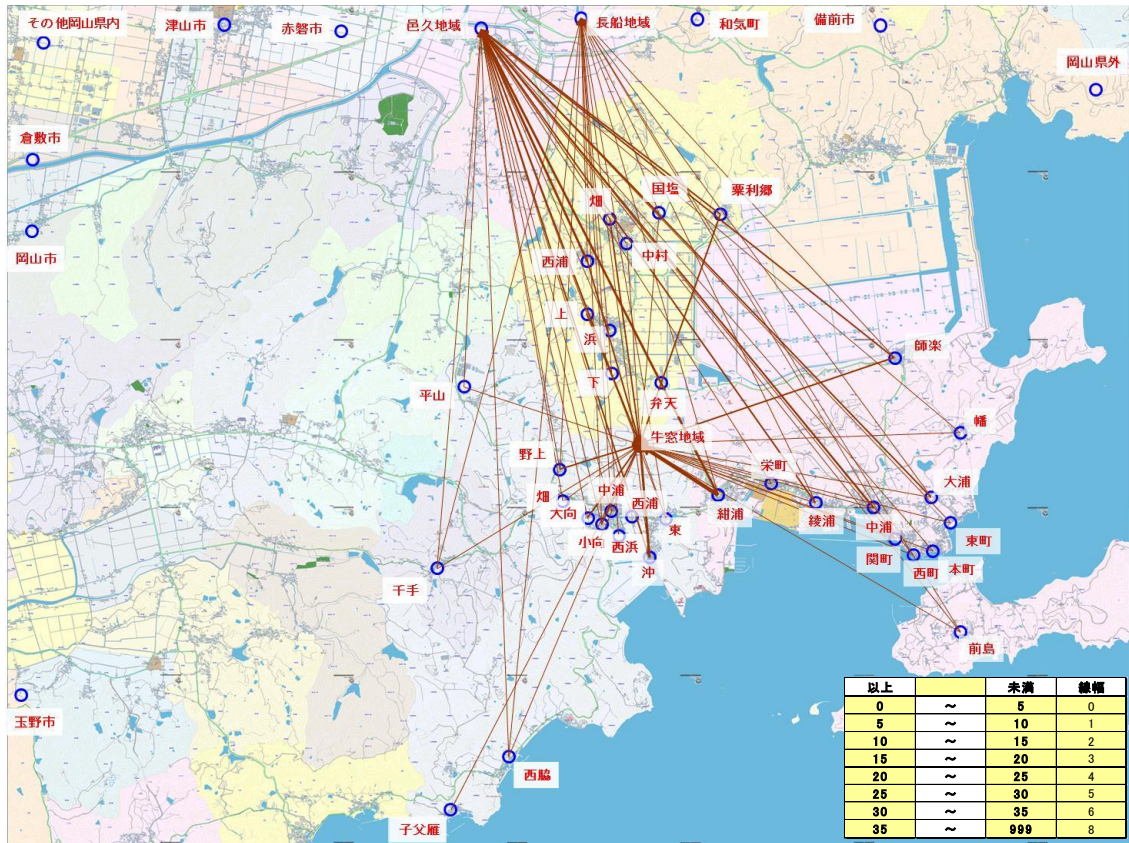 その他岡山県内
津山市
赤磐市
邑久地域
長船地域
和気町
備前市
岡山県外
倉敷市
岡山市
畑
国塩
粟利郷
中村
西浦
上
浜
師楽
下
平山
弁天
牛窓地域
幡
野上
栄町
大浦
畑
大向
中浦
西浦
紺浦
綾浦
中浦
東町
小向
西浜
東
関町
西町
本町
沖
千手
前島
玉野市
西脇
子父雁
以上 未満 線幅
0 ～ 5 0
5 ～ 10 1
10 ～ 15 2
15 ～ 20 3
20 ～ 25 4
25 ～ 30 5
30 ～ 35 6
35 ～ 999 8